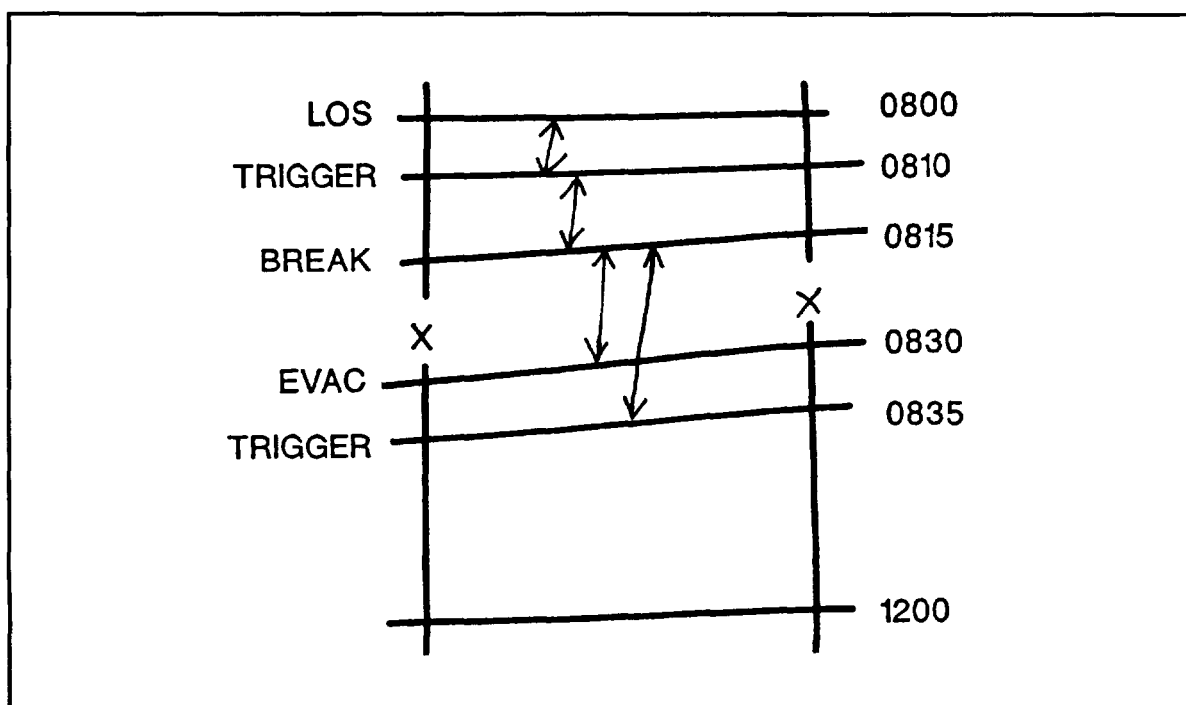 LOS 0800
TRIGGER 0810
BREAK 0815
X X
EVAC 0830
TRIGGER 0835
1200